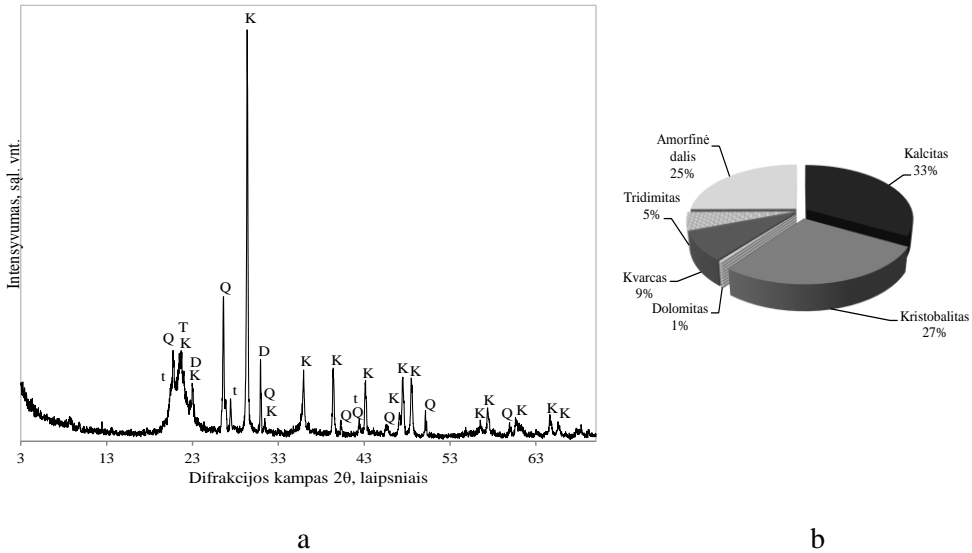 K
Q
Q
T
K
t
D
K
t
D
Q
K
K
K
Q
t
Q
K
Q
K
K
K
Q
K
K
Q
K
K
K
Intensyvumas, sąl. vnt.
3
13
23
33
43
53
63
Difrakcijos kampas 2θ, laipsniais
a
Amorfinė
dalis
25%
Kalcitas
33%
Tridimitas
5%
Kvarcas
9%
Dolomitas
1%
Kristobalitas
27%
b